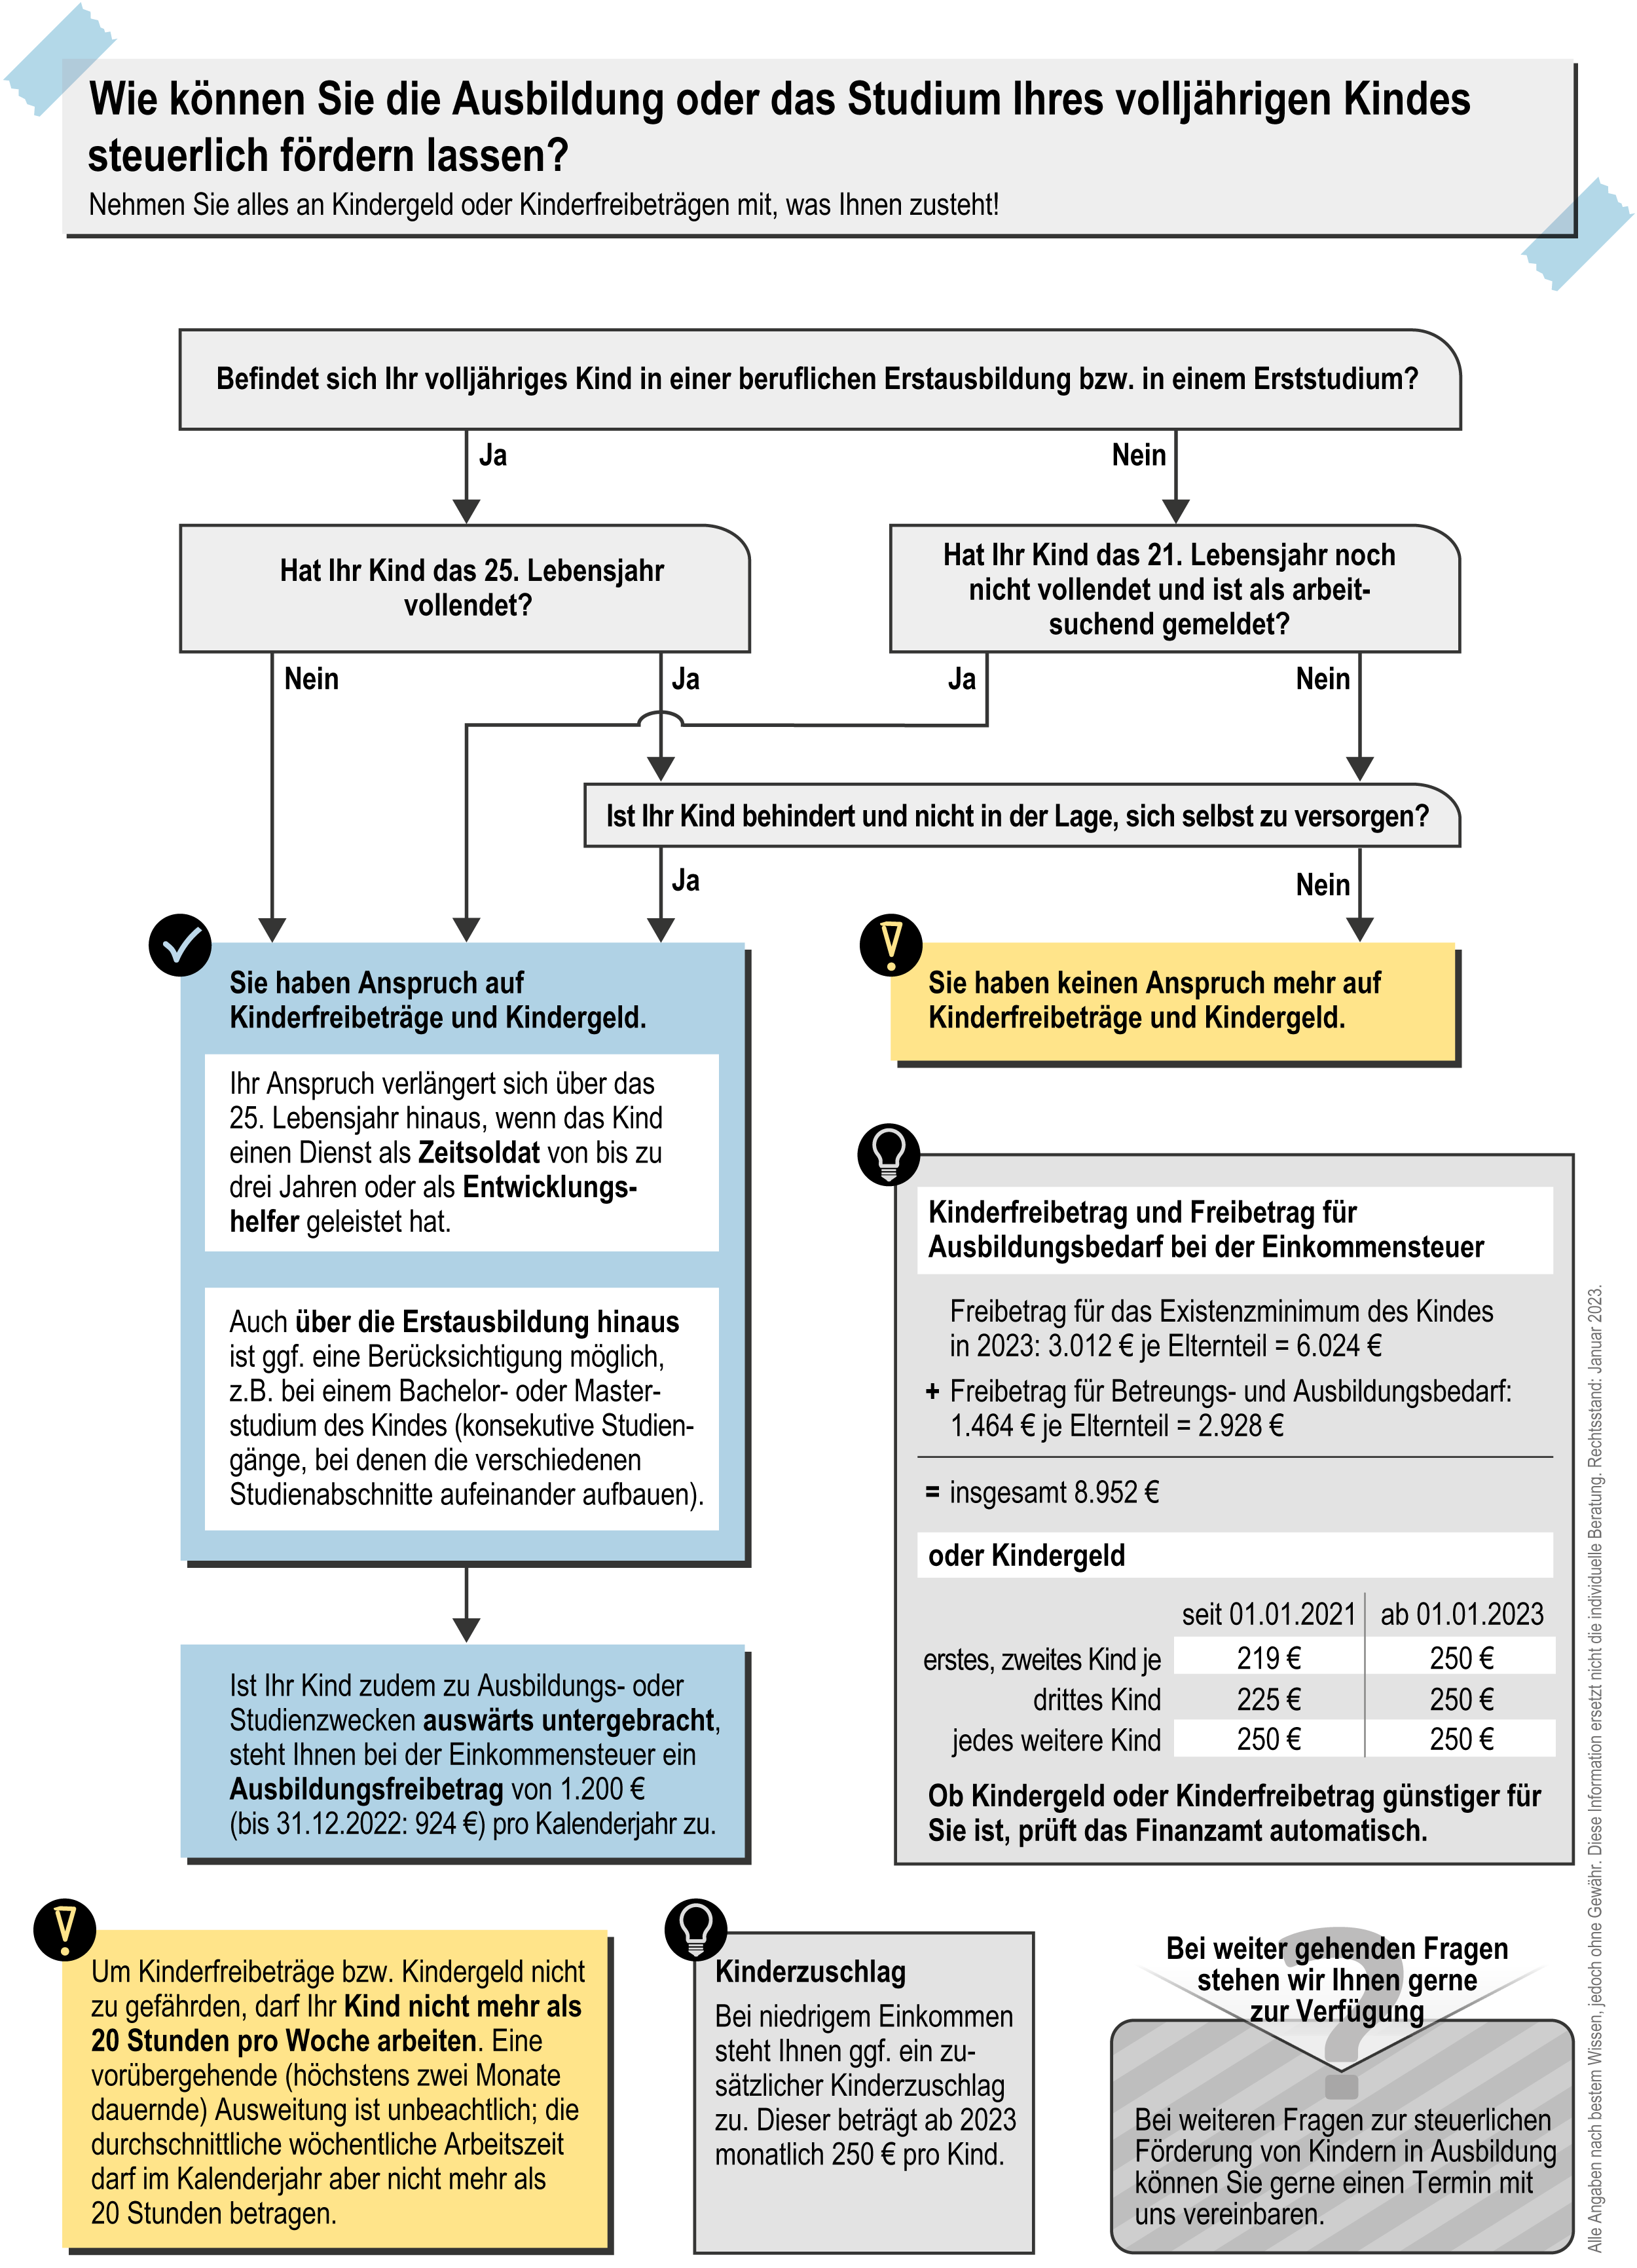 Wie können Sie die Ausbildung oder das Studium Ihres volljährigen Kindes
steuerlich fördern lassen?
Nehmen Sie alles an Kindergeld oder Kinderfreibeträgen mit, was Ihnen zusteht!
Befindet sich Ihr volljähriges Kind in einer beruflichen Erstausbildung bzw. in einem Erststudium?
Ja
Nein
Hat Ihr Kind das 25. Lebensjahr
vollendet?
Hat Ihr Kind das 21. Lebensjahr noch
nicht vollendet und ist als arbeit-
suchend gemeldet?
Nein
Ja
Ja
Nein
Ist Ihr Kind behindert und nicht in der Lage, sich selbst zu versorgen?
Ja
Nein
Sie haben Anspruch auf
Kinderfreibeträge und Kindergeld.
Ihr Anspruch verlängert sich über das
25. Lebensjahr hinaus, wenn das Kind
einen Dienst als Zeitsoldat von bis zu
drei Jahren oder als Entwicklungs-
helfer geleistet hat.
Auch über die Erstausbildung hinaus
ist ggf. eine Berücksichtigung möglich,
z.B. bei einem Bachelor- oder Master-
studium des Kindes (konsekutive Studien-
gänge, bei denen die verschiedenen
Studienabschnitte aufeinander aufbauen).
Ist Ihr Kind zudem zu Ausbildungs- oder
Studienzwecken auswärts untergebracht,
steht Ihnen bei der Einkommensteuer ein
Ausbildungsfreibetrag von 1.200 €
(bis 31.12.2022: 924 €) pro Kalenderjahr zu.
Sie haben keinen Anspruch mehr auf
Kinderfreibeträge und Kindergeld.
Kinderfreibetrag und Freibetrag für
Ausbildungsbedarf bei der Einkommensteuer
Freibetrag für das Existenzminimum des Kindes
in 2023: 3.012 € je Elternteil = 6.024 €
+ Freibetrag für Betreungs- und Ausbildungsbedarf:
1.464 € je Elternteil = 2.928 €
= insgesamt 8.952 €
oder Kindergeld
seit 01.01.2021 ab 01.01.2023
erstes, zweites Kind je 219 € 250 €
drittes Kind 225 € 250 €
jedes weitere Kind 250 € 250 €
Ob Kindergeld oder Kinderfreibetrag günstiger für
Sie ist, prüft das Finanzamt automatisch.
Um Kinderfreibeträge bzw. Kindergeld nicht
zu gefährden, darf Ihr Kind nicht mehr als
20 Stunden pro Woche arbeiten. Eine
vorübergehende (höchstens zwei Monate
dauernde) Ausweitung ist unbeachtlich; die
durchschnittliche wöchentliche Arbeitszeit
darf im Kalenderjahr aber nicht mehr als
20 Stunden betragen.
Kinderzuschlag
Bei niedrigem Einkommen
steht Ihnen ggf. ein zu-
sätzlicher Kinderzuschlag
zu. Dieser beträgt ab 2023
monatlich 250 € pro Kind.
Bei weiter gehenden Fragen
stehen wir Ihnen gerne
zur Verfügung
Bei weiteren Fragen zur steuerlichen
Förderung von Kindern in Ausbildung
können Sie gerne einen Termin mit
uns vereinbaren.
Alle Angaben nach bestem Wissen, jedoch ohne Gewähr. Diese Information ersetzt nicht die individuelle Beratung. Rechtsstand: Januar 2023.